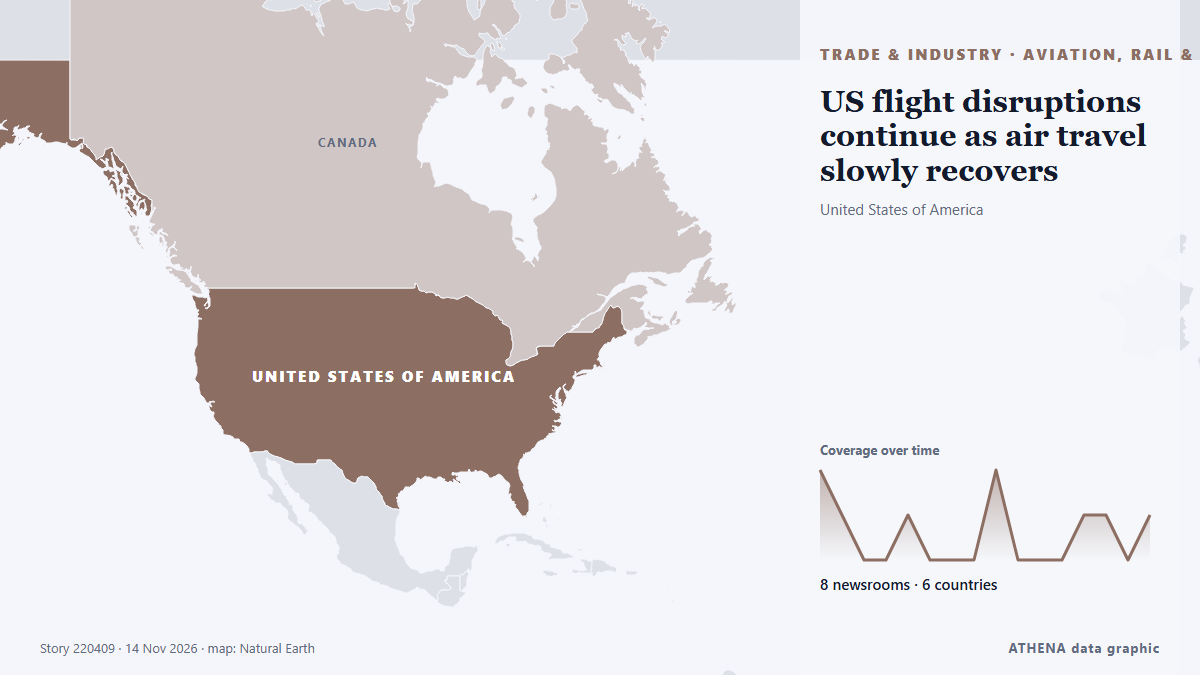 TRADE & INDUSTRY · AVIATION, RAIL &
US flight disruptions
continue as air travel
slowly recovers
United States of America
CANADA
UNITED STATES OF AMERICA
Coverage over time
8 newsrooms · 6 countries
Story 220409 · 14 Nov 2026 · map: Natural Earth
ATHENA data graphic